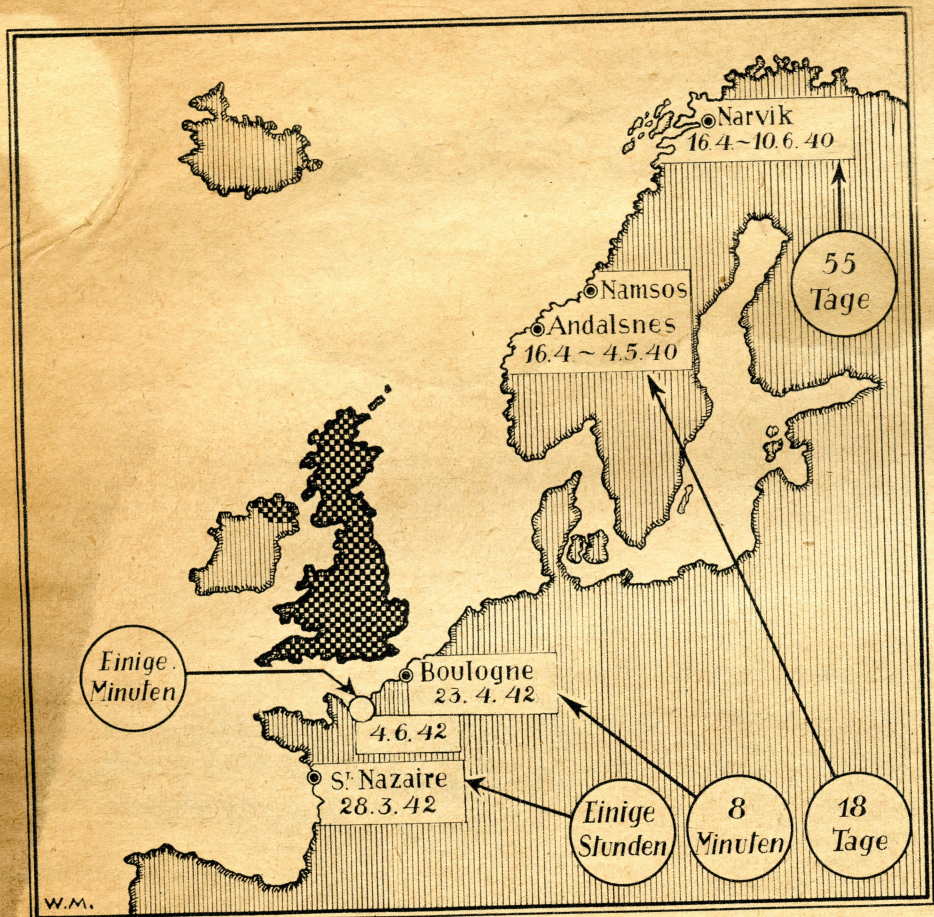 Narvik
16.4~10.6.40
55
Tage
Namsos
Andalsnes
16.4~4.5.40
Einige.
Minuten
Boulogne
23.4.42
4.6.42
St. Nazaire
28.3.42
Einige
Stunden
8
Minuten
18
Tage
W.M.